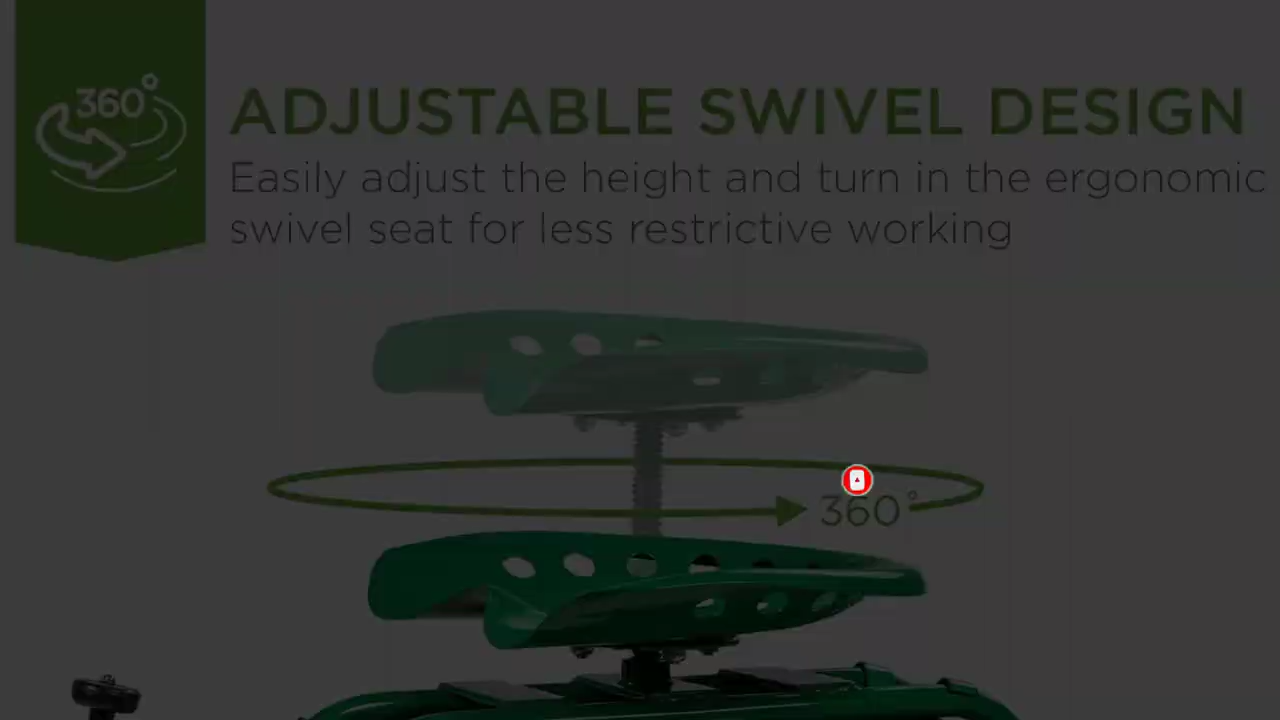 360°
ADJUSTABLE SWIVEL DESIGN
Easily adjust the height and turn in the ergonomic
swivel seat for less restrictive working
360°